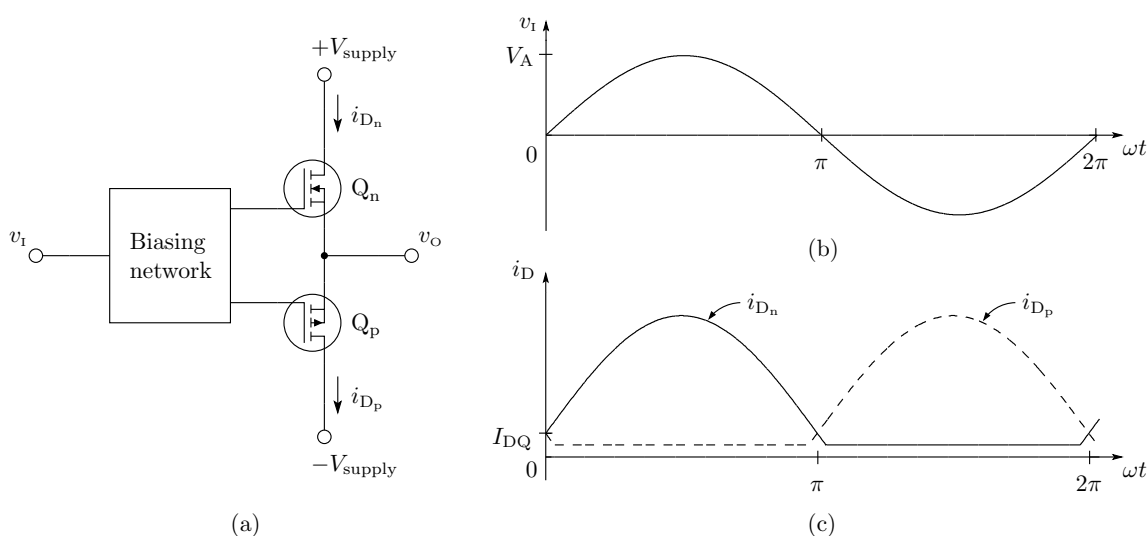 +V_supply
i_Dn
Q_n
v_I
Biasing
network
v_O
Q_p
i_Dp
−V_supply
(a)
v_I
V_A
0
π
2π
ωt
(b)
i_D
i_Dn
i_Dp
I_DQ
0
π
2π
ωt
(c)